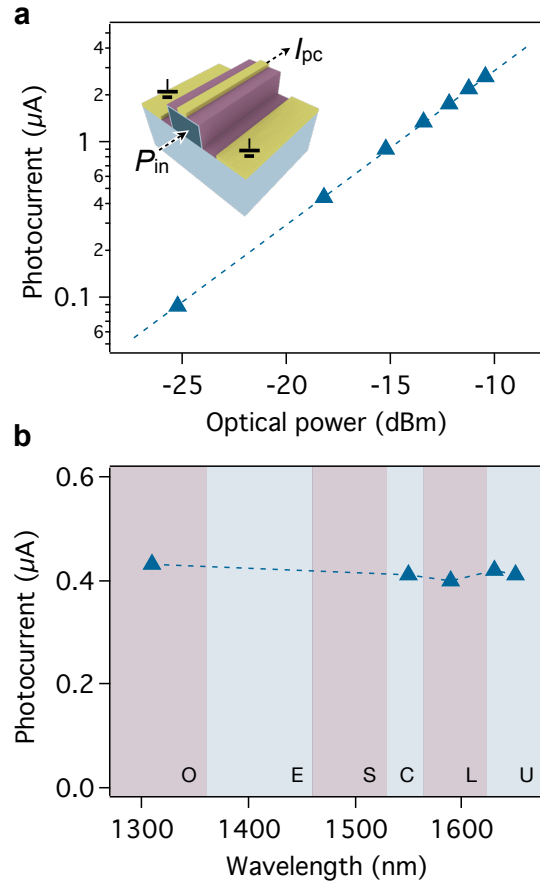 a
Photocurrent (μA)
4
2
1
6
4
2
0.1
6
I_pc
P_in
-25 -20 -15 -10
Optical power (dBm)
b
Photocurrent (μA)
0.6
0.4
0.2
0.0
O E S C L U
1300 1400 1500 1600
Wavelength (nm)